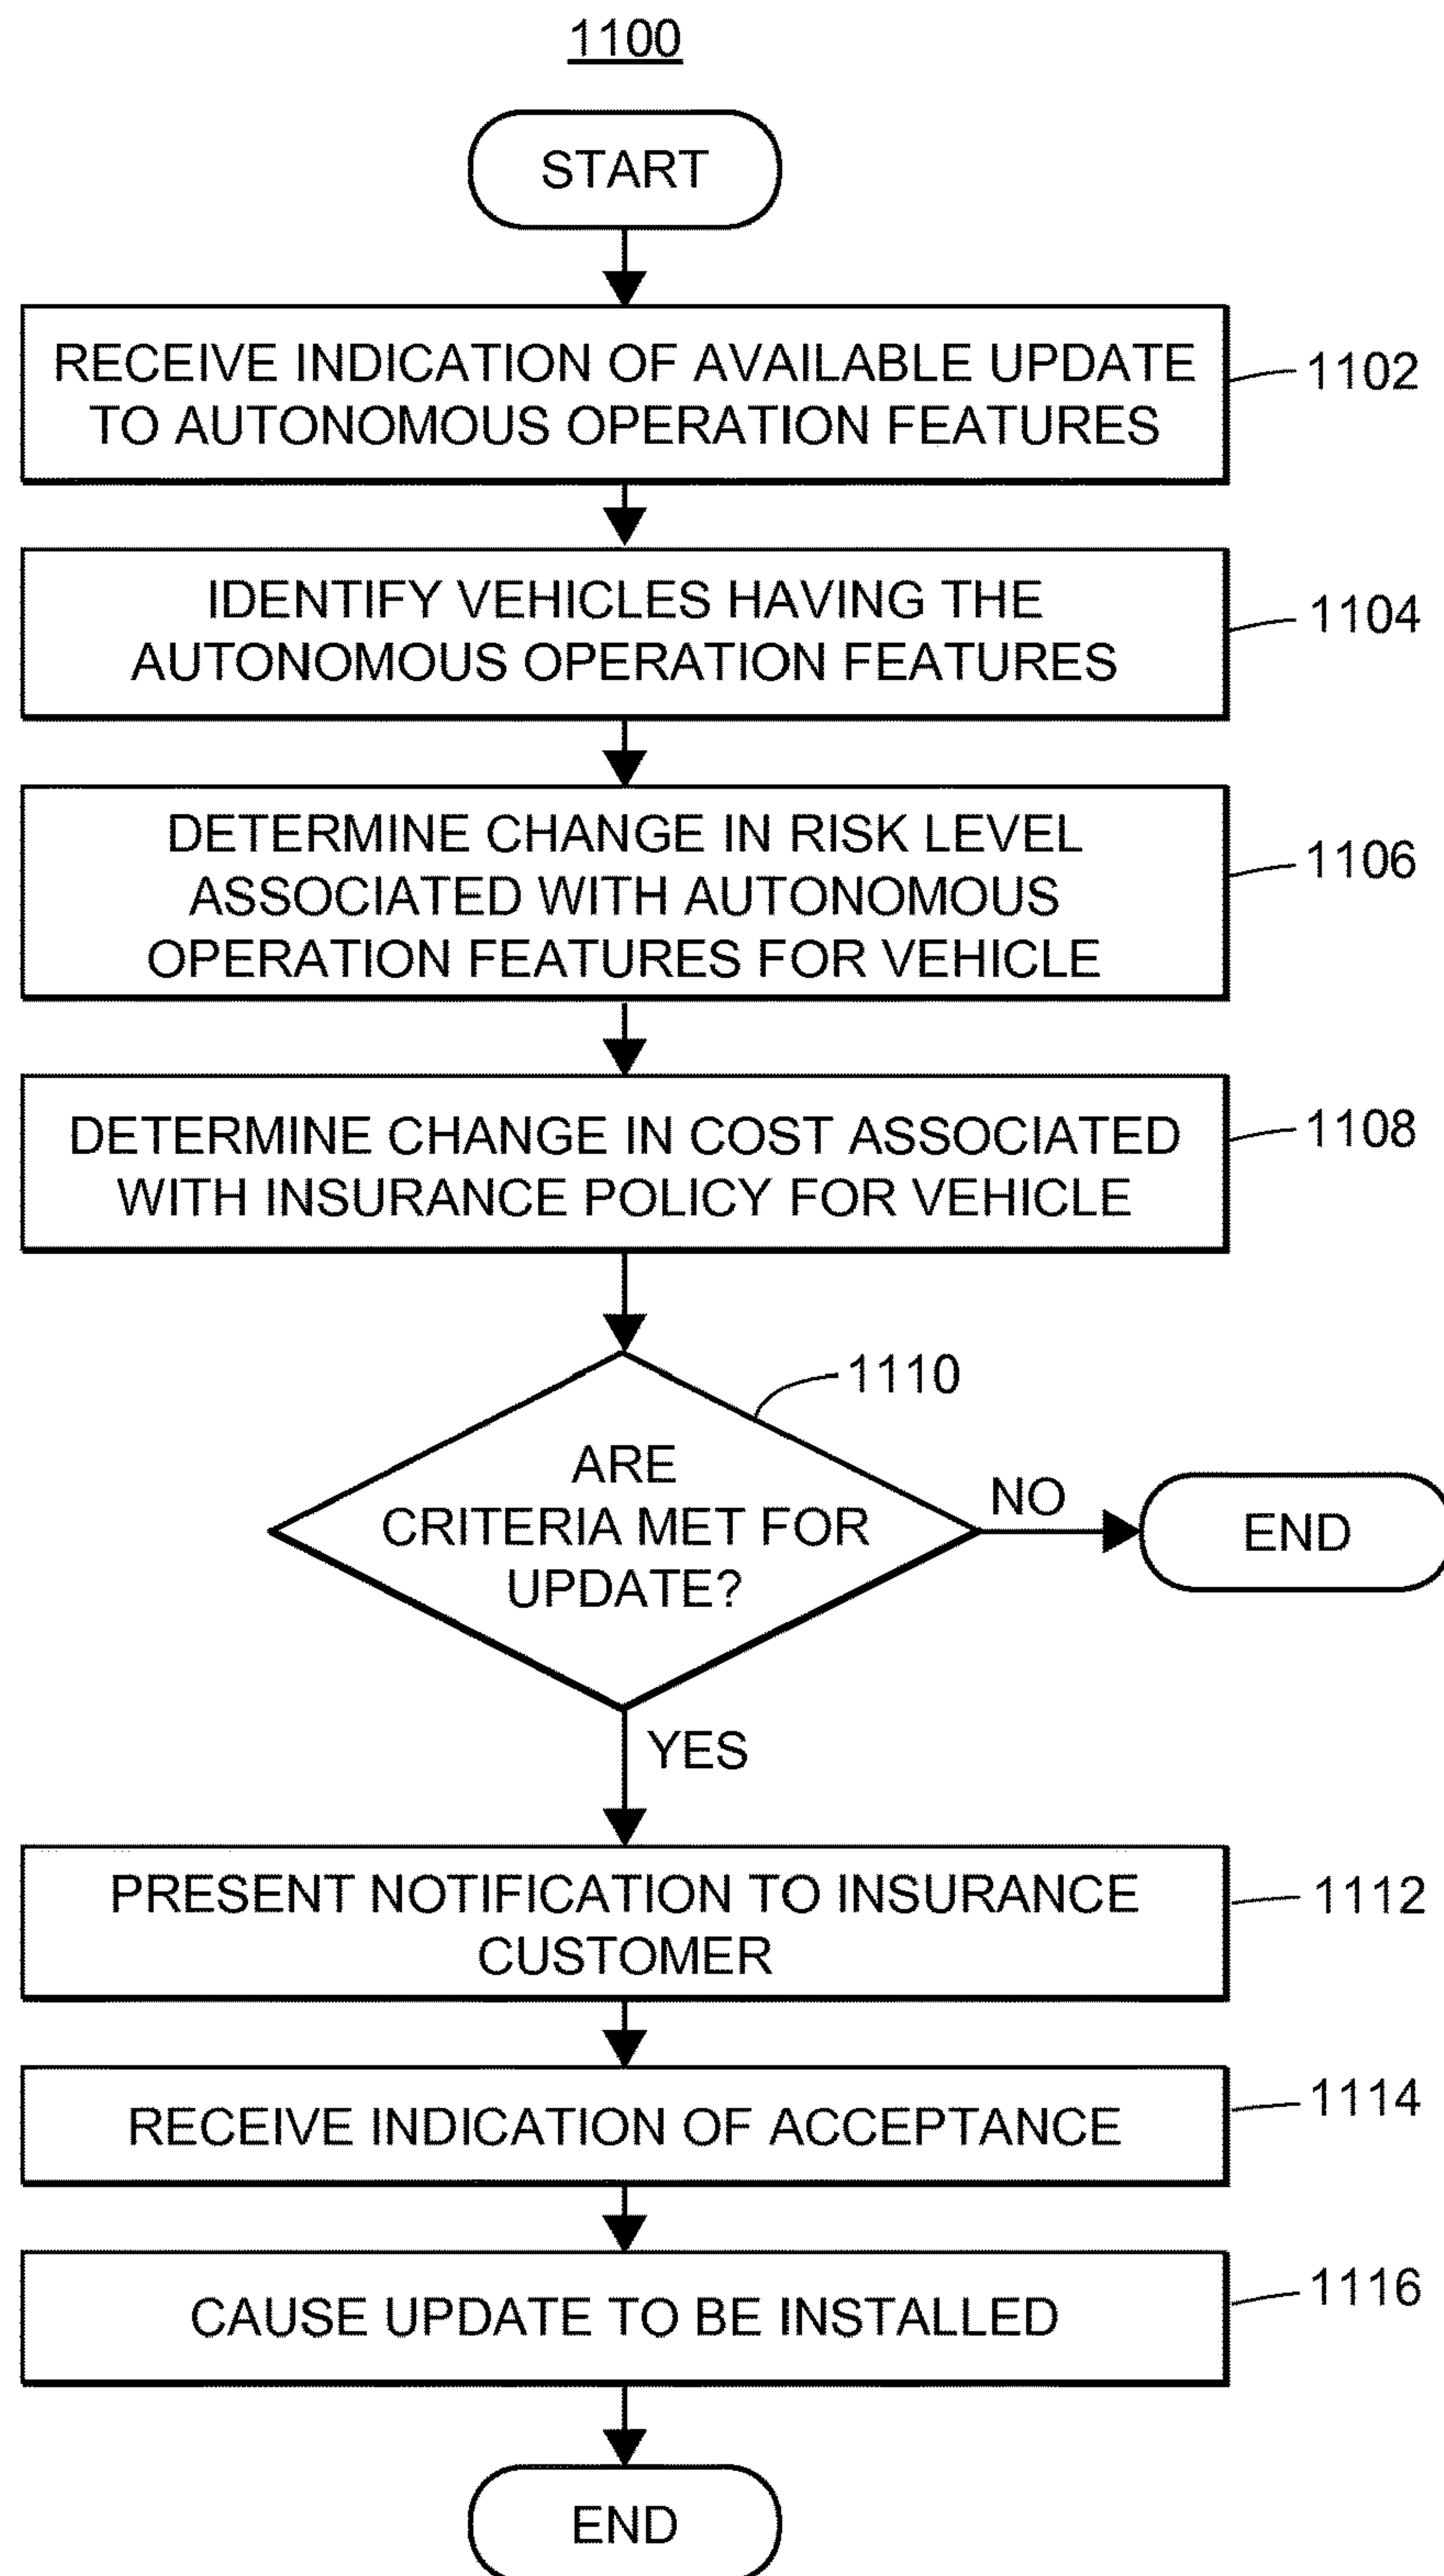 1100
START
RECEIVE INDICATION OF AVAILABLE UPDATE
TO AUTONOMOUS OPERATION FEATURES
1102
IDENTIFY VEHICLES HAVING THE
AUTONOMOUS OPERATION FEATURES
1104
DETERMINE CHANGE IN RISK LEVEL
ASSOCIATED WITH AUTONOMOUS
OPERATION FEATURES FOR VEHICLE
1106
DETERMINE CHANGE IN COST ASSOCIATED
WITH INSURANCE POLICY FOR VEHICLE
1108
1110
ARE
CRITERIA MET FOR
UPDATE?
NO
END
YES
PRESENT NOTIFICATION TO INSURANCE
CUSTOMER
1112
RECEIVE INDICATION OF ACCEPTANCE
1114
CAUSE UPDATE TO BE INSTALLED
1116
END